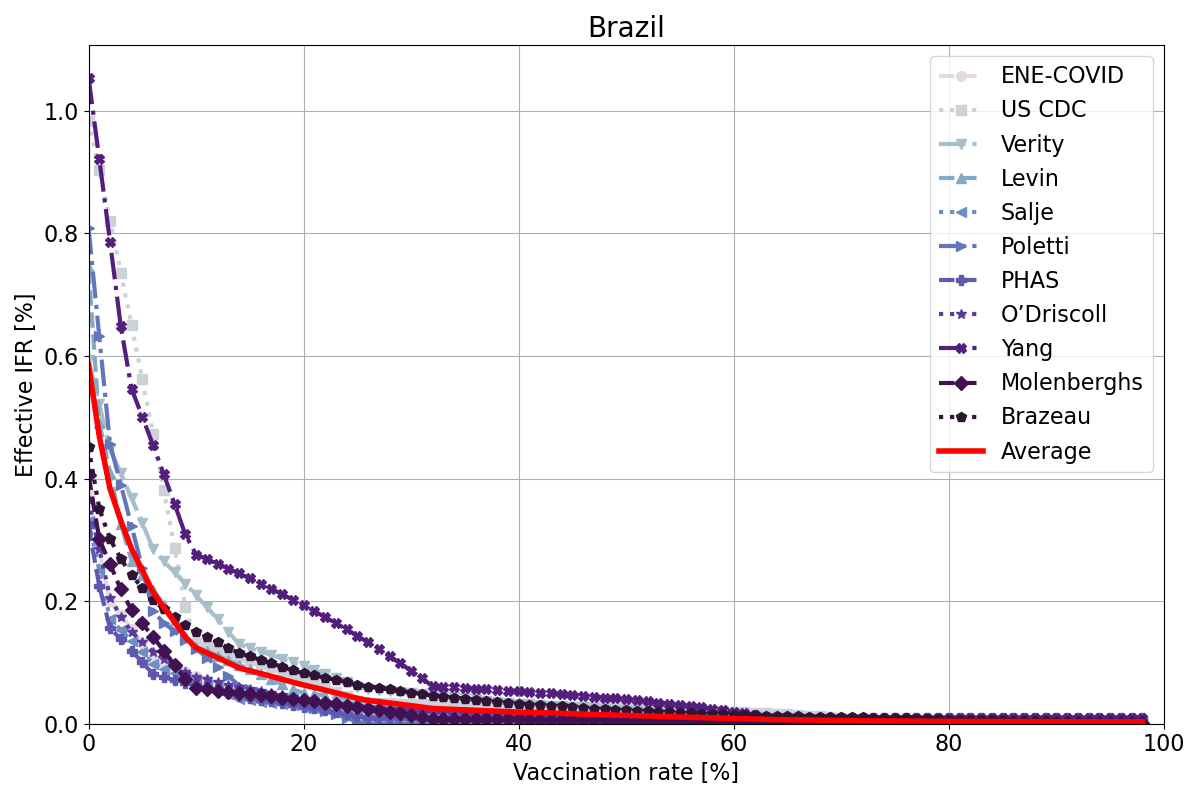 Brazil
Effective IFR [%]
1.0
0.8
0.6
0.4
0.2
0.0
0
20
40
60
80
100
Vaccination rate [%]
ENE-COVID
US CDC
Verity
Levin
Salje
Poletti
PHAS
O’Driscoll
Yang
Molenberghs
Brazeau
Average